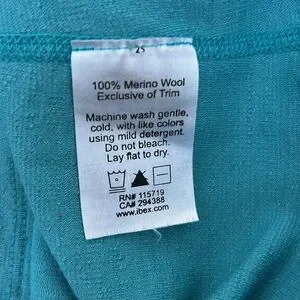 25
100% Merino Wool
Exclusive of Trim
Machine wash gentle,
cold, with like colors
using mild detergent.
Do not bleach.
Lay flat to dry.
RN# 115719
CA# 294388
www.ibex.com